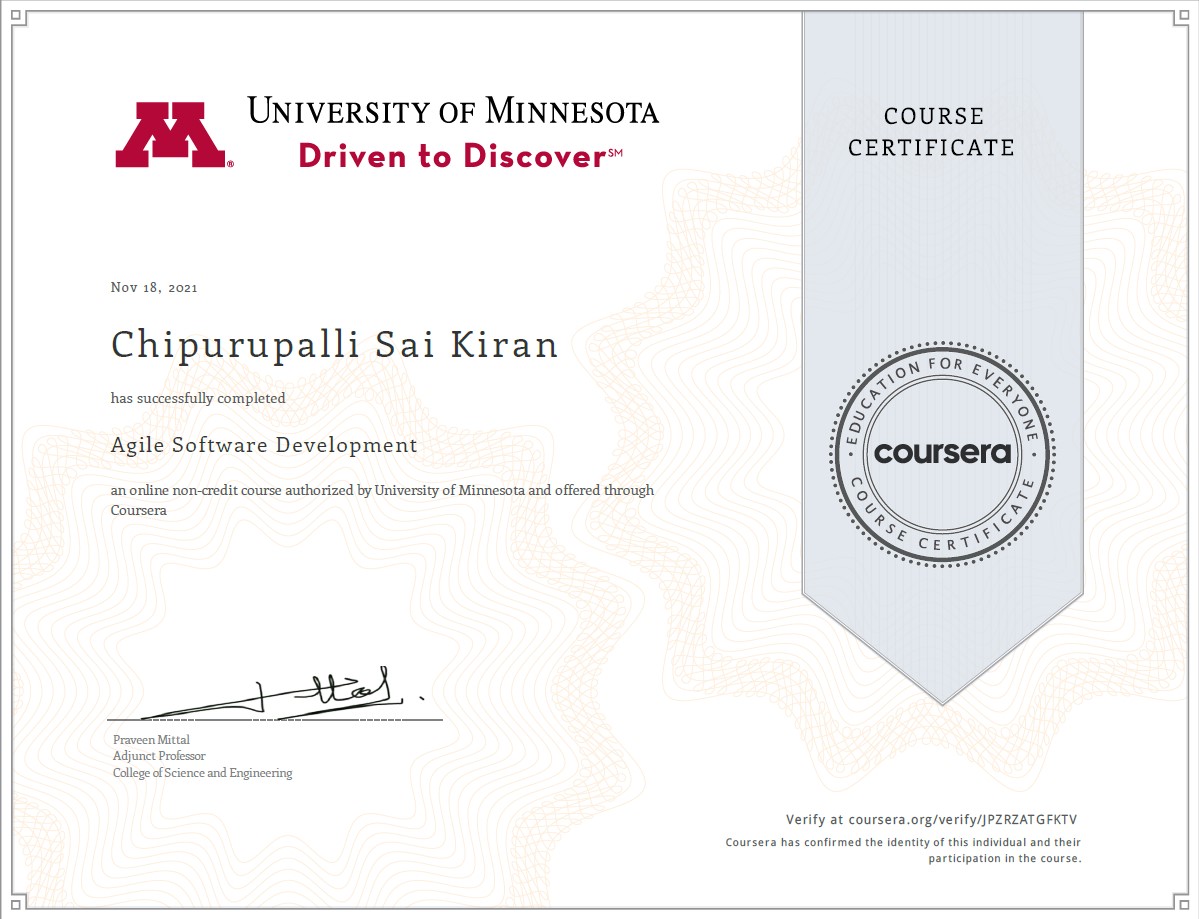 UNIVERSITY OF MINNESOTA
Driven to Discover℠
COURSE
CERTIFICATE
Nov 18, 2021
Chipurupalli Sai Kiran
has successfully completed
Agile Software Development
an online non-credit course authorized by University of Minnesota and offered through
Coursera
EDUCATION FOR EVERYONE
coursera
COURSE CERTIFICATE
Praveen Mittal
Adjunct Professor
College of Science and Engineering
Verify at coursera.org/verify/JPZRZATGFKTV
Coursera has confirmed the identity of this individual and their
participation in the course.